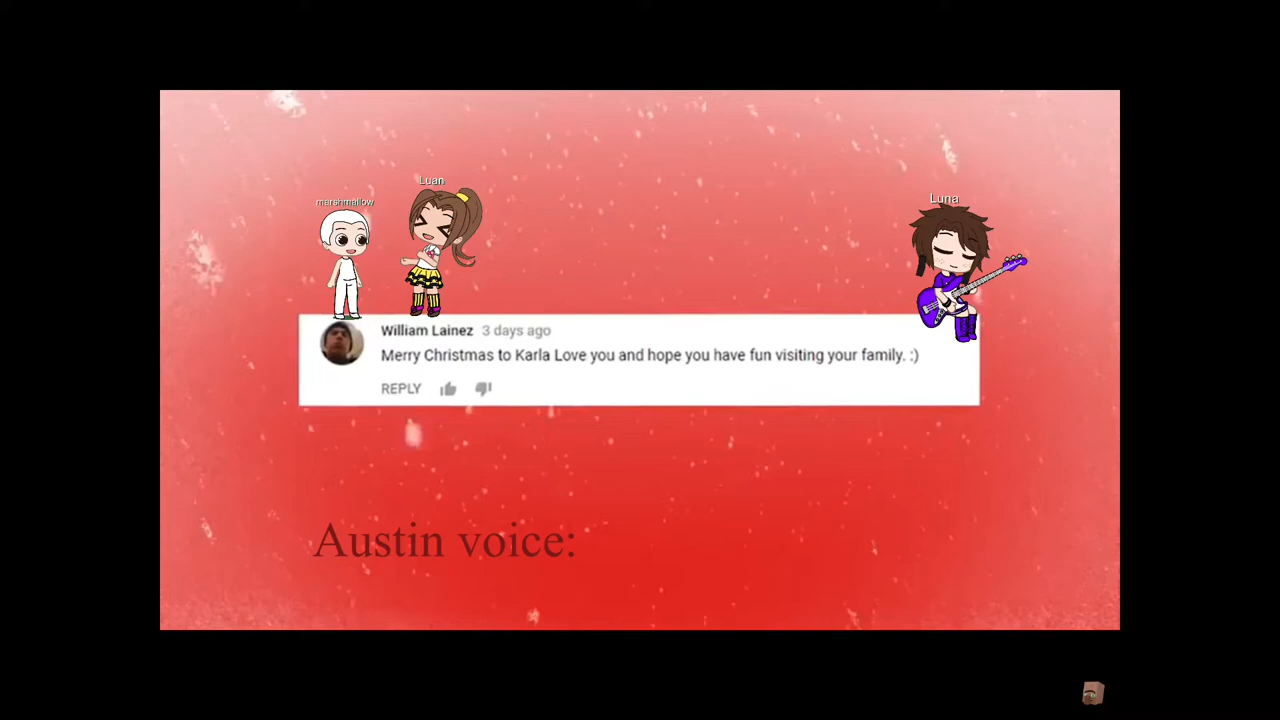 Luan
marshmallow
Luna
William Lainez 3 days ago
Merry Christmas to Karla Love you and hope you have fun visiting your family. :)
REPLY
Austin voice: